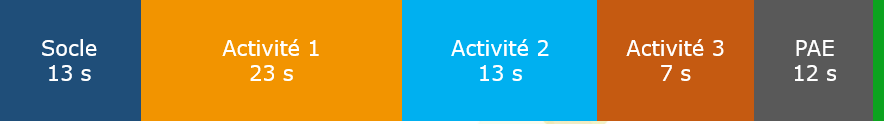 Socle
13 s
Activité 1
23 s
Activité 2
13 s
Activité 3
7 s
PAE
12 s